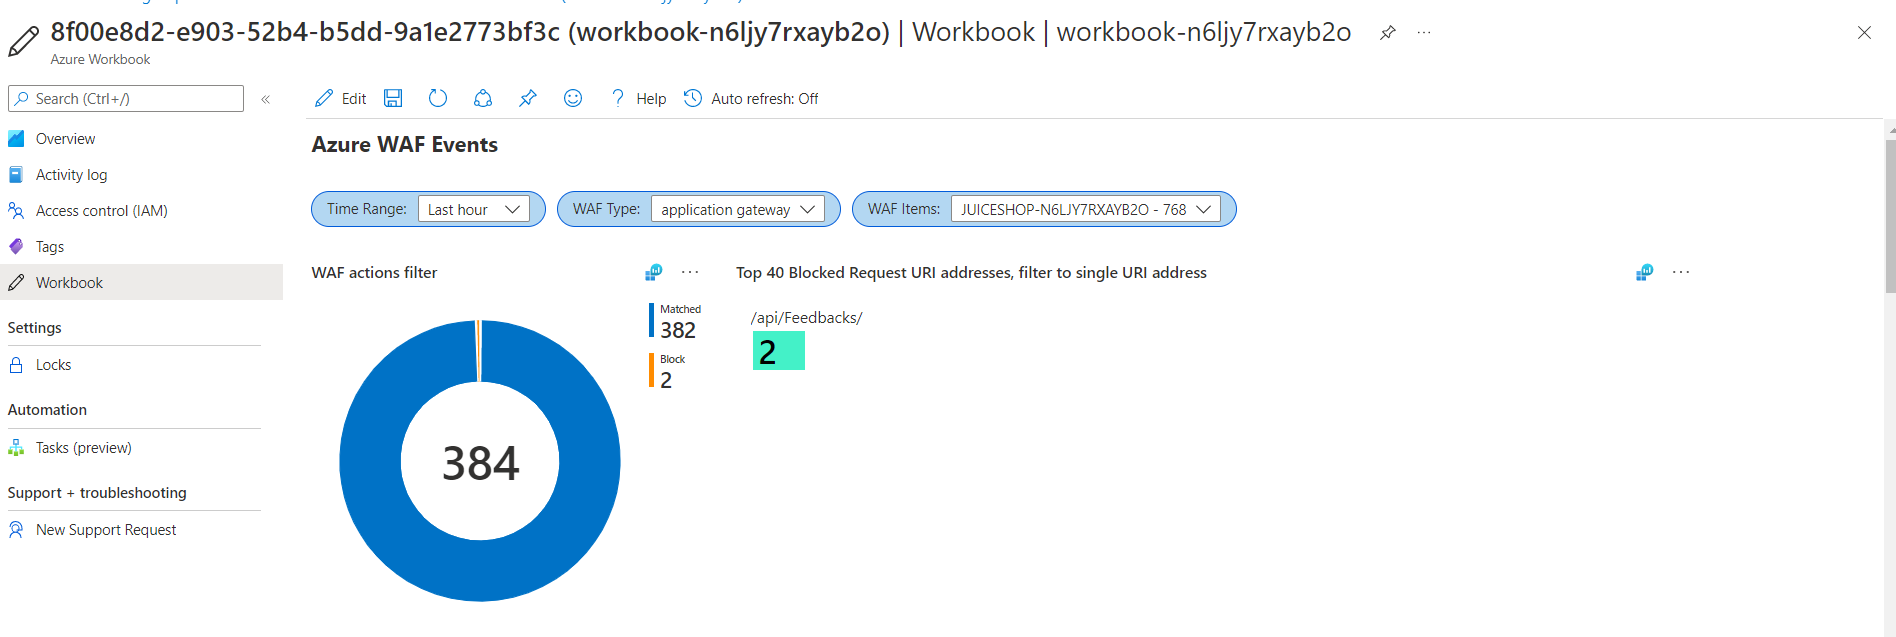 8f00e8d2-e903-52b4-b5dd-9a1e2773bf3c (workbook-n6ljy7rxayb2o) | Workbook | workbook-n6ljy7rxayb2o
Azure Workbook
Search (Ctrl+/)
Overview
Activity log
Access control (IAM)
Tags
Workbook
Settings
Locks
Automation
Tasks (preview)
Support + troubleshooting
New Support Request
Edit
Help
Auto refresh: Off
Azure WAF Events
Time Range: Last hour
WAF Type: application gateway
WAF Items: JUICESHOP-N6LJY7RXAYB2O - 768
WAF actions filter
Matched
382
Block
2
384
Top 40 Blocked Request URI addresses, filter to single URI address
/api/Feedbacks/
2